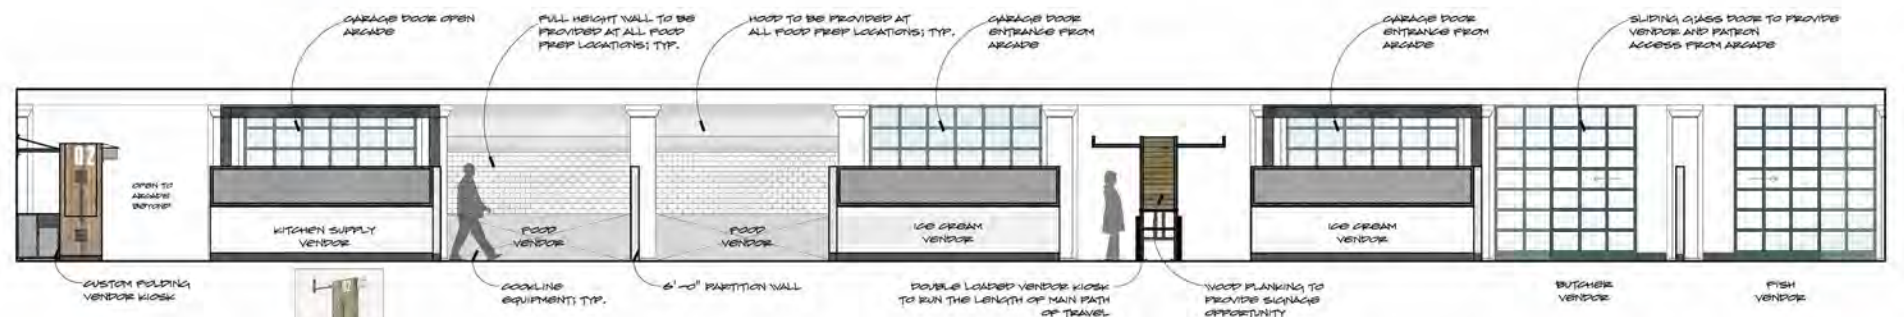 GARAGE DOOR OPEN
ARCADE
FULL HEIGHT WALL TO BE
PROVIDED AT ALL FOOD
PREP LOCATIONS; TYP.
HOOD TO BE PROVIDED AT
ALL FOOD PREP LOCATIONS; TYP.
GARAGE DOOR
ENTRANCE FROM
ARCADE
GARAGE DOOR
ENTRANCE FROM
ARCADE
SLIDING GLASS DOOR TO PROVIDE
VENDOR AND PATRON
ACCESS FROM ARCADE
02
OPEN TO
ARCADE
BEYOND
KITCHEN SUPPLY
VENDOR
FOOD
VENDOR
FOOD
VENDOR
ICE CREAM
VENDOR
ICE CREAM
VENDOR
CUSTOM FOLDING
VENDOR KIOSK
COOKLINE
EQUIPMENT; TYP.
6'-0" PARTITION WALL
DOUBLE LOADED VENDOR KIOSK
TO RUN THE LENGTH OF MAIN PATH
OF TRAVEL
WOOD PLANKING TO
PROVIDE SIGNAGE
OPPORTUNITY
BUTCHER
VENDOR
FISH
VENDOR